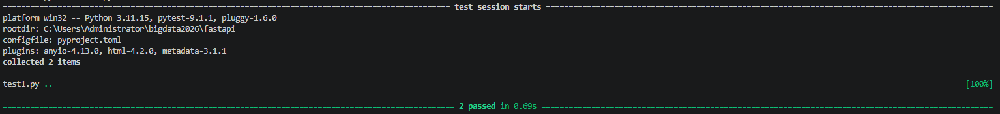 ============================= test session starts =============================
platform win32 -- Python 3.11.15, pytest-9.1.1, pluggy-1.6.0
rootdir: C:\Users\Administrator\bigdata2026\fastapi
configfile: pyproject.toml
plugins: anyio-4.13.0, html-4.2.0, metadata-3.1.1
collected 2 items
test1.py .. [100%]
============================= 2 passed in 0.69s =============================